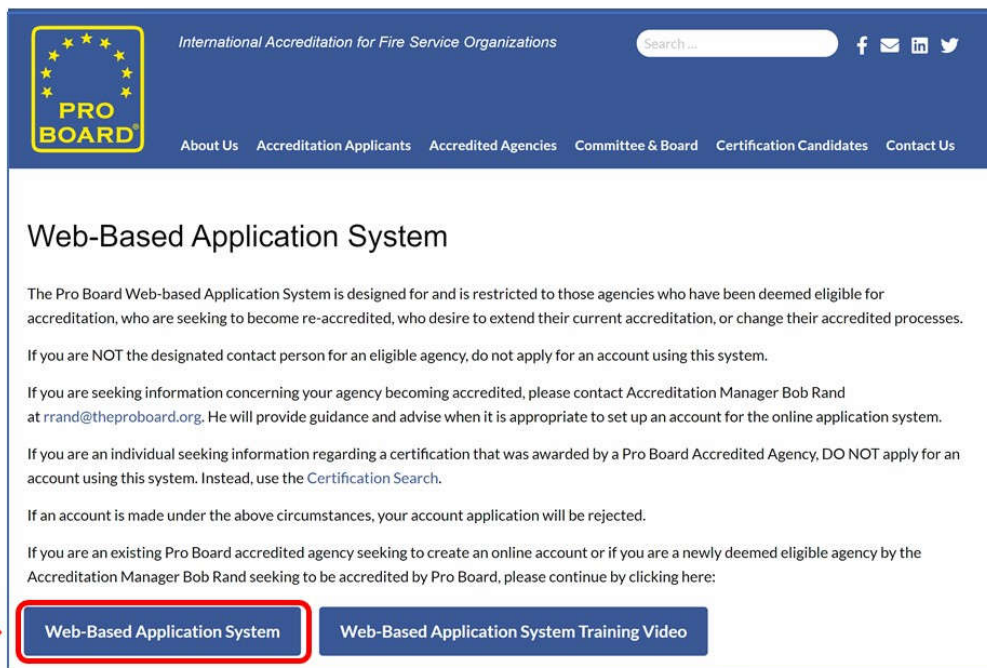 International Accreditation for Fire Service Organizations
Search ...
PRO
BOARD®
About Us Accreditation Applicants Accredited Agencies Committee & Board Certification Candidates Contact Us
Web-Based Application System
The Pro Board Web-based Application System is designed for and is restricted to those agencies who have been deemed eligible for
accreditation, who are seeking to become re-accredited, who desire to extend their current accreditation, or change their accredited processes.
If you are NOT the designated contact person for an eligible agency, do not apply for an account using this system.
If you are seeking information concerning your agency becoming accredited, please contact Accreditation Manager Bob Rand
at rrand@theproboard.org. He will provide guidance and advise when it is appropriate to set up an account for the online application system.
If you are an individual seeking information regarding a certification that was awarded by a Pro Board Accredited Agency, DO NOT apply for an
account using this system. Instead, use the Certification Search.
If an account is made under the above circumstances, your account application will be rejected.
If you are an existing Pro Board accredited agency seeking to create an online account or if you are a newly deemed eligible agency by the
Accreditation Manager Bob Rand seeking to be accredited by Pro Board, please continue by clicking here:
Web-Based Application System Web-Based Application System Training Video